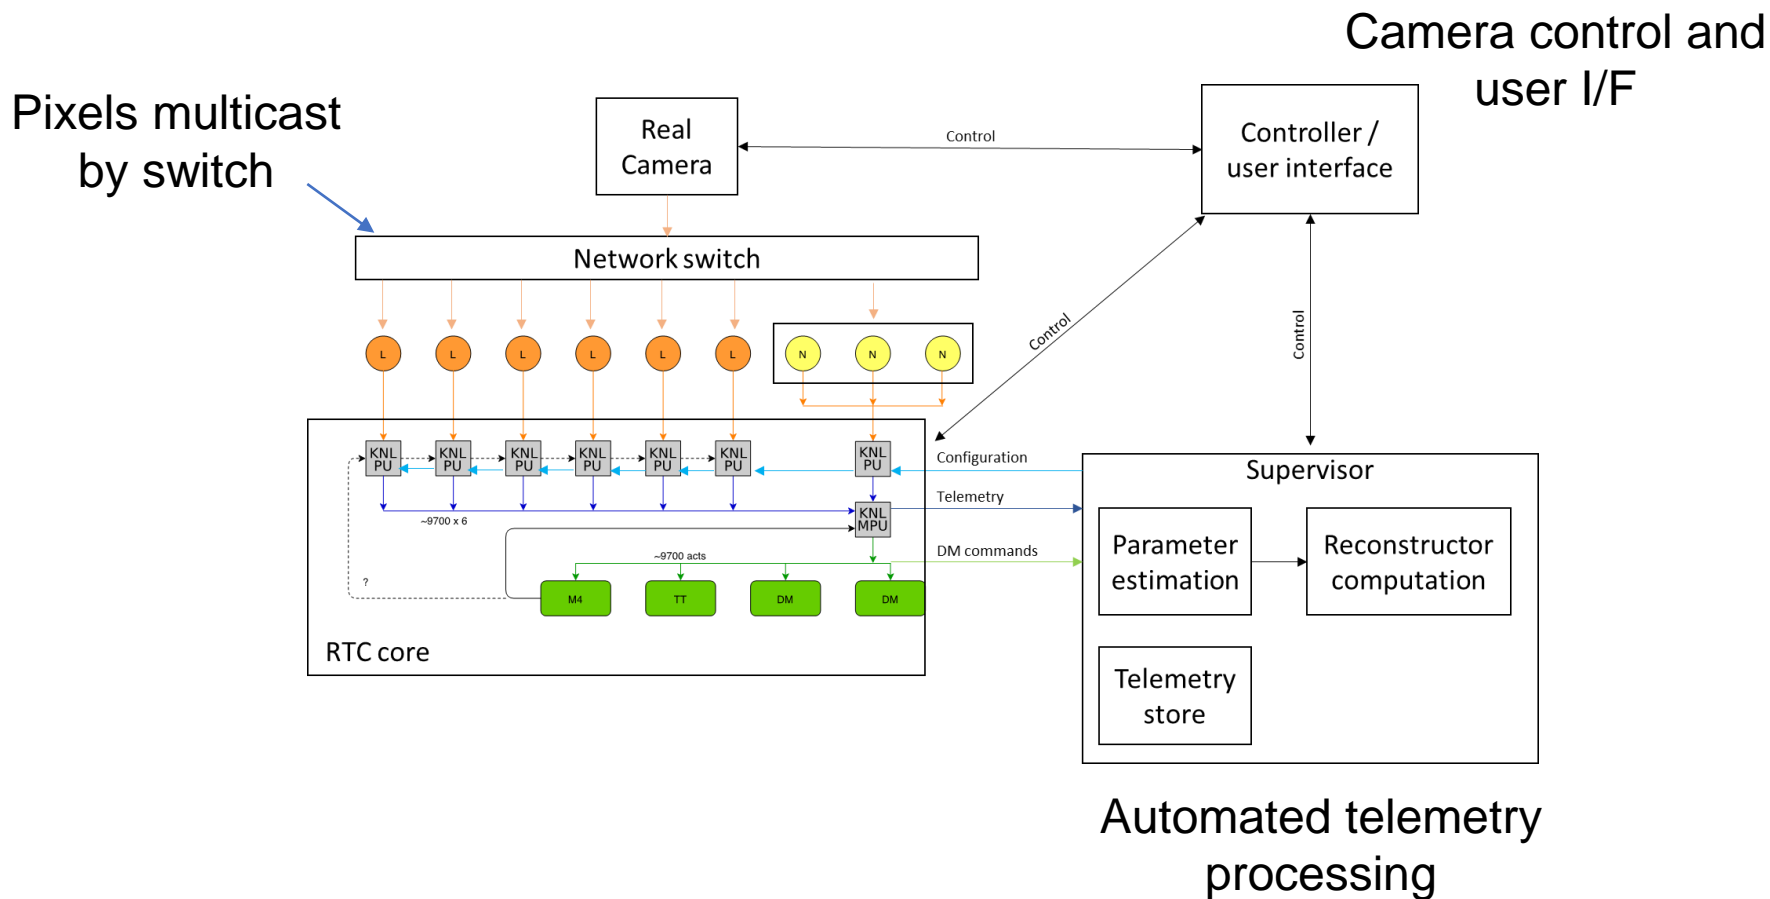 Camera control and
user I/F
Pixels multicast
by switch
Real
Camera
Control
Controller /
user interface
Network switch
L
L
L
L
L
L
N
N
N
Control
Control
KNL
PU
KNL
PU
KNL
PU
KNL
PU
KNL
PU
KNL
PU
KNL
PU
Configuration
Supervisor
Telemetry
~9700 x 6
KNL
MPU
~9700 acts
DM commands
Parameter
estimation
Reconstructor
computation
?
M4
TT
DM
DM
RTC core
Telemetry
store
Automated telemetry
processing